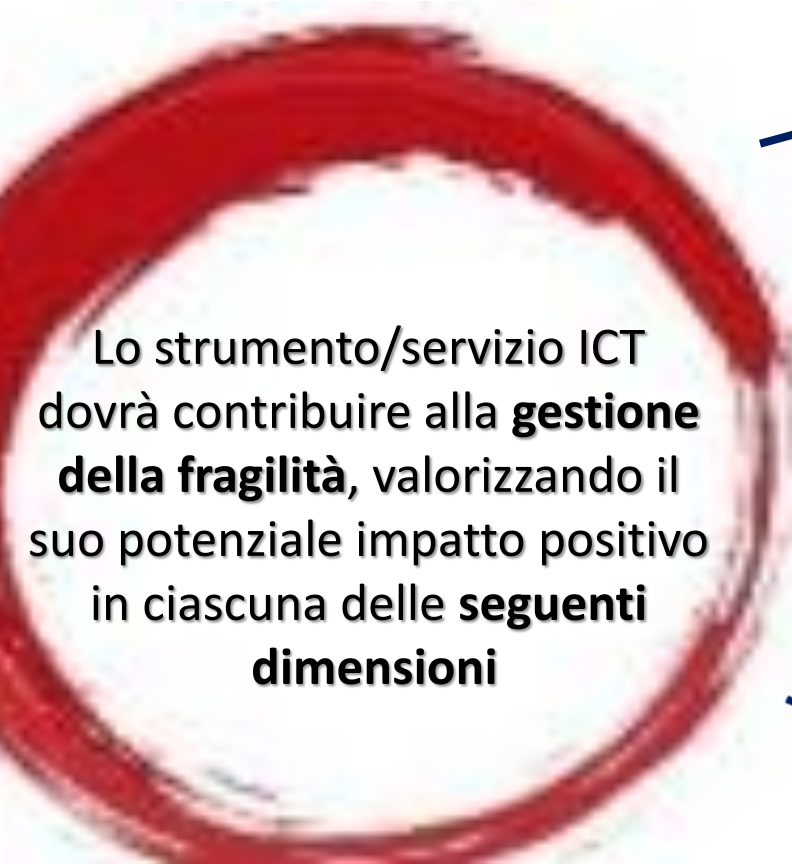 Lo strumento/servizio ICT
dovrà contribuire alla gestione
della fragilità, valorizzando il
suo potenziale impatto positivo
in ciascuna delle seguenti
dimensioni